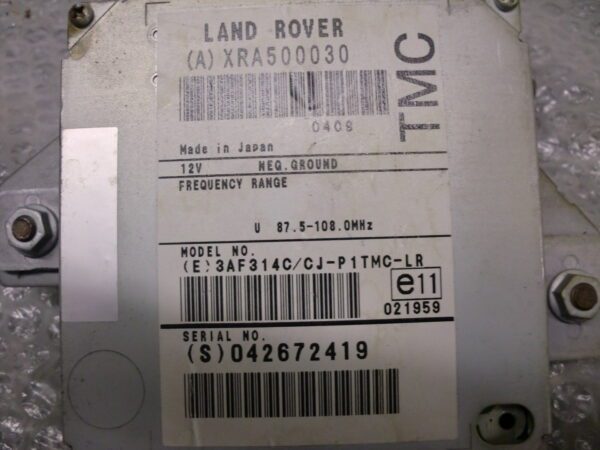 LAND ROVER
(A) XRA500030
TMC
0409
Made in Japan
12V NEG.GROUND
FREQUENCY RANGE
U 87.5-108.0MHz
MODEL NO.
(E)3AF314C/CJ-P1TMC-LR
e11
021959
SERIAL NO.
(S)042672419